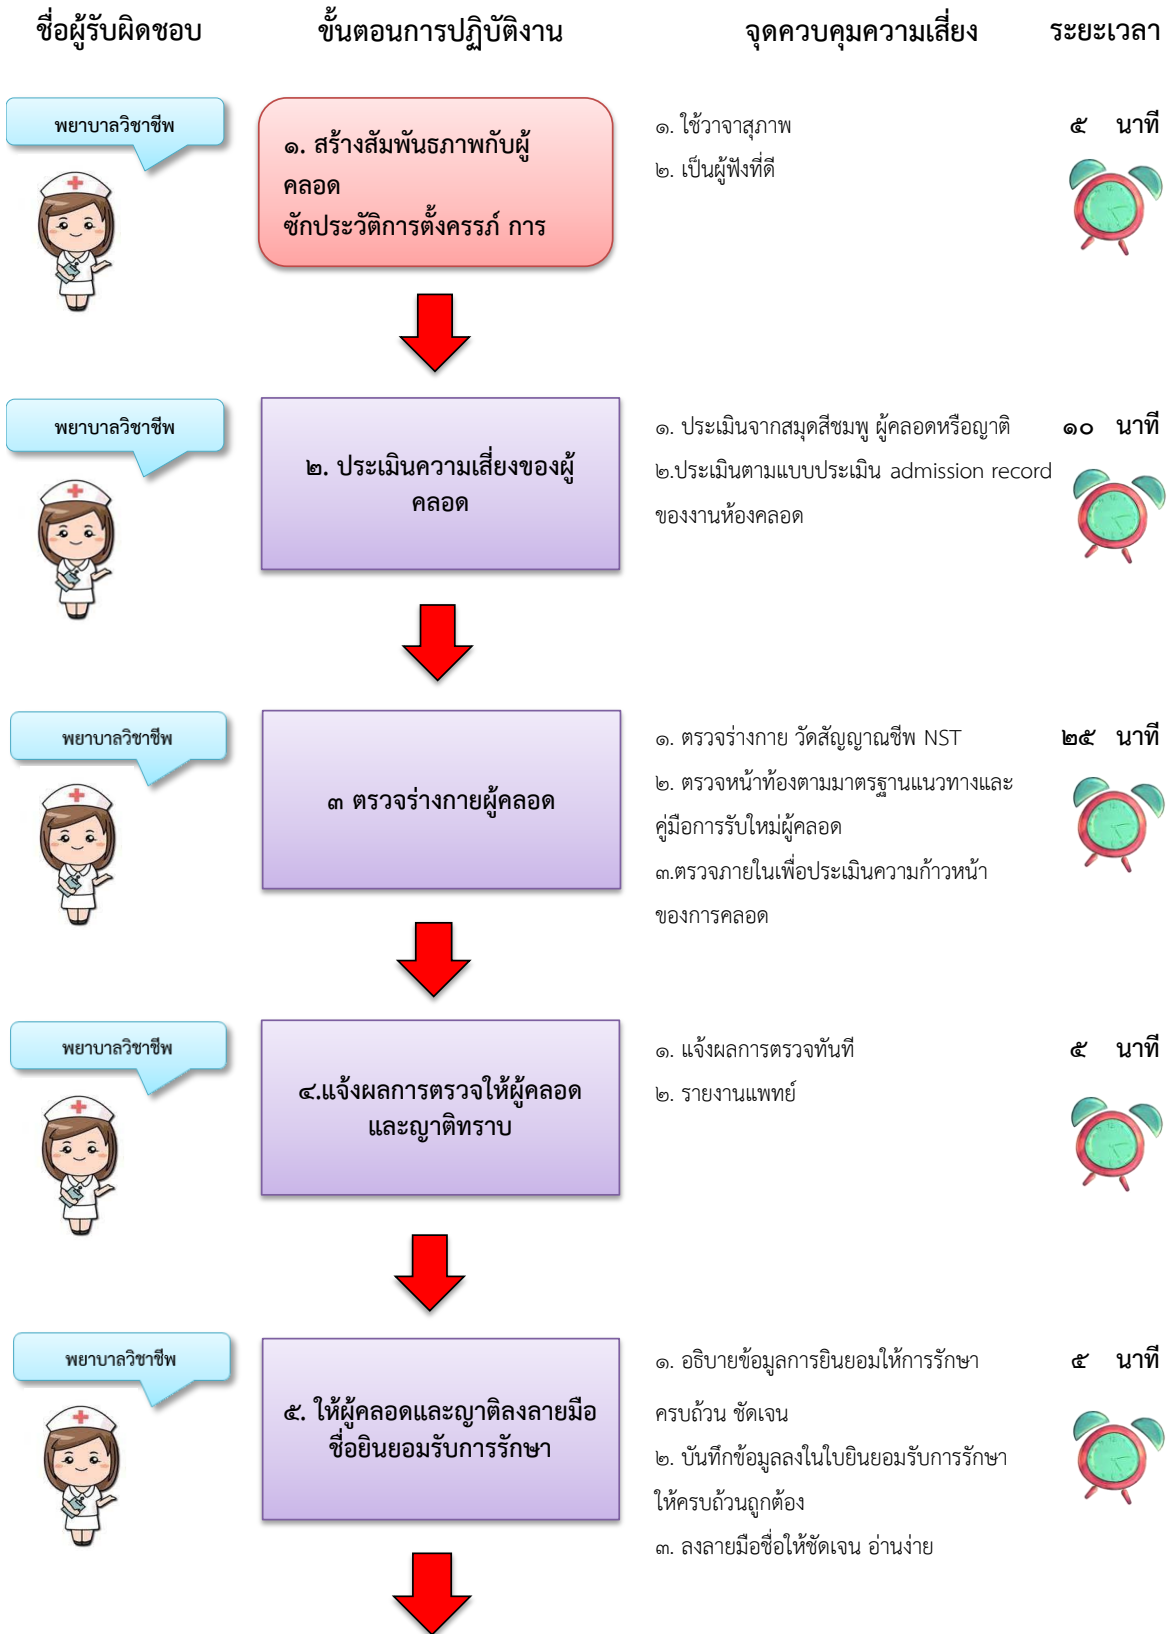 ชื่อผู้รับผิดชอบ ขั้นตอนการปฏิบัติงาน จุดควบคุมความเสี่ยง ระยะเวลา
พยาบาลวิชาชีพ
๑. สร้างสัมพันธภาพกับผู้
คลอด
ซักประวัติการตั้งครรภ์ การ
๑. ใช้วาจาสุภาพ
๒. เป็นผู้ฟังที่ดี
๕ นาที
พยาบาลวิชาชีพ
๒. ประเมินความเสี่ยงของผู้
คลอด
๑. ประเมินจากสมุดสีชมพู ผู้คลอดหรือญาติ
๒.ประเมินตามแบบประเมิน admission record
ของงานห้องคลอด
๑๐ นาที
พยาบาลวิชาชีพ
๓ ตรวจร่างกายผู้คลอด
๑. ตรวจร่างกาย วัดสัญญาณชีพ NST
๒. ตรวจหน้าท้องตามมาตรฐานแนวทางและ
คู่มือการรับใหม่ผู้คลอด
๓.ตรวจภายในเพื่อประเมินความก้าวหน้า
ของการคลอด
๒๕ นาที
พยาบาลวิชาชีพ
๔.แจ้งผลการตรวจให้ผู้คลอด
และญาติทราบ
๑. แจ้งผลการตรวจทันที
๒. รายงานแพทย์
๕ นาที
พยาบาลวิชาชีพ
๕. ให้ผู้คลอดและญาติลงลายมือ
ชื่อยินยอมรับการรักษา
๑. อธิบายข้อมูลการยินยอมให้การรักษา
ครบถ้วน ชัดเจน
๒. บันทึกข้อมูลลงในใบยินยอมรับการรักษา
ให้ครบถ้วนถูกต้อง
๓. ลงลายมือชื่อให้ชัดเจน อ่านง่าย
๕ นาที